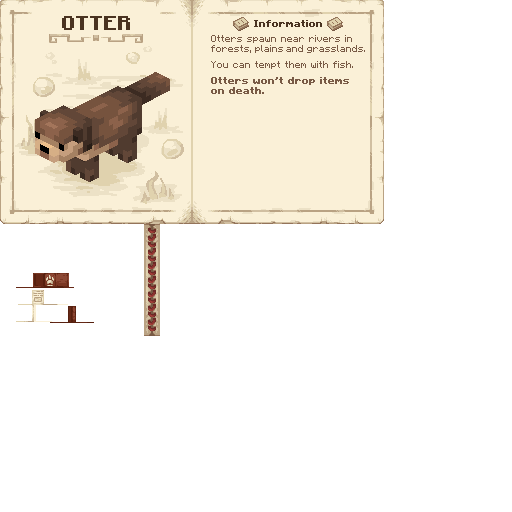 OTTER
Information
Otters spawn near rivers in
forests, plains and grasslands.
You can tempt them with fish.
Otters won't drop items
on death.